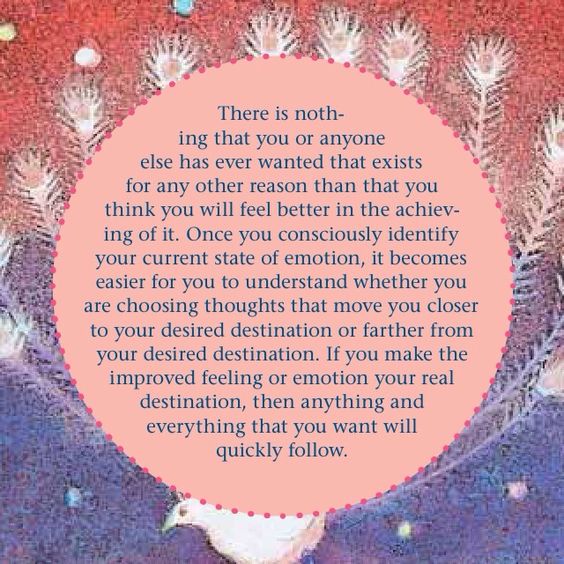 There is noth-
ing that you or anyone
else has ever wanted that exists
for any other reason than that you
think you will feel better in the achiev-
ing of it. Once you consciously identify
your current state of emotion, it becomes
easier for you to understand whether you
are choosing thoughts that move you closer
to your desired destination or farther from
your desired destination. If you make the
improved feeling or emotion your real
destination, then anything and
everything that you want will
quickly follow.